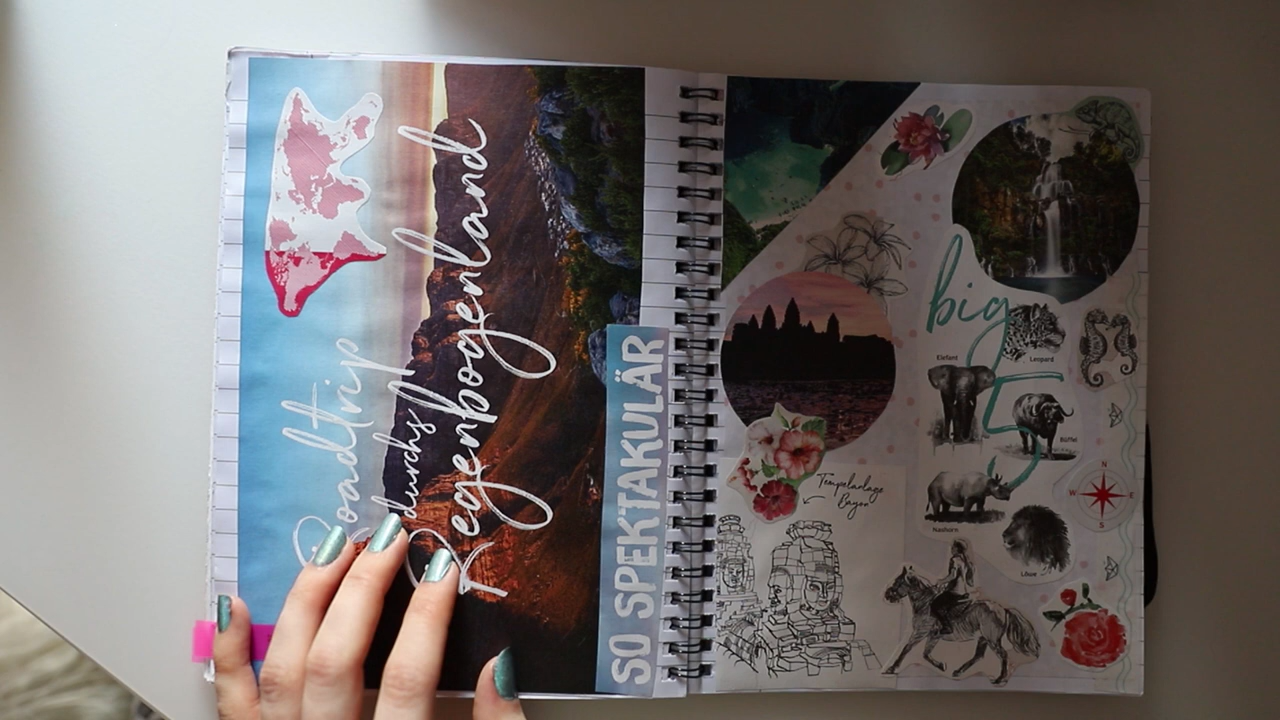 Roadtrip
durchs
Regenbogenland
SO SPEKTAKULÄR
big
5
Elefant
Leopard
Büffel
Nashorn
Löwe
Tempelanlage
Bayon
N
W
E
S